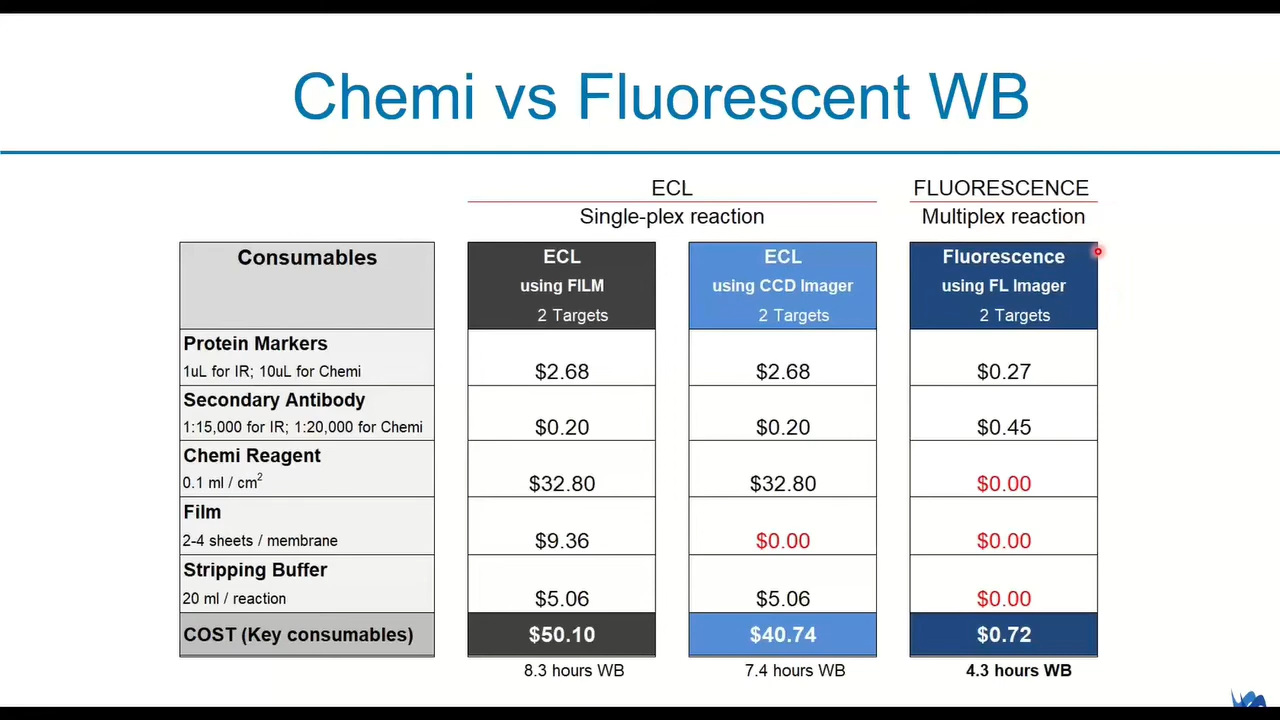 Chemi vs Fluorescent WB
ECL
FLUORESCENCE
Single-plex reaction
Multiplex reaction
Consumables
ECL
using FILM
2 Targets
ECL
using CCD Imager
2 Targets
Fluorescence
using FL Imager
2 Targets
Protein Markers
1uL for IR; 10uL for Chemi
$2.68
$2.68
$0.27
Secondary Antibody
1:15,000 for IR; 1:20,000 for Chemi
$0.20
$0.20
$0.45
Chemi Reagent
0.1 ml / cm²
$32.80
$32.80
$0.00
Film
2-4 sheets / membrane
$9.36
$0.00
$0.00
Stripping Buffer
20 ml / reaction
$5.06
$5.06
$0.00
COST (Key consumables)
$50.10
$40.74
$0.72
8.3 hours WB
7.4 hours WB
4.3 hours WB